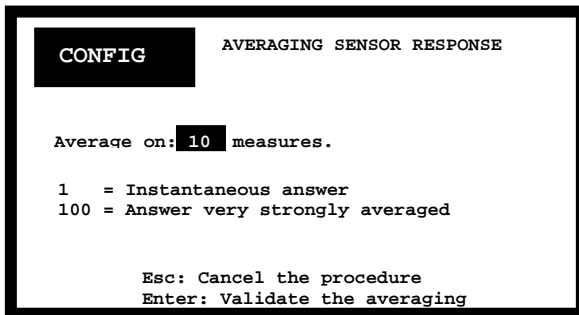 CONFIG
AVERAGING SENSOR RESPONSE
Average on: 10 measures.
1 = Instantaneous answer
100 = Answer very strongly averaged
Esc: Cancel the procedure
Enter: Validate the averaging